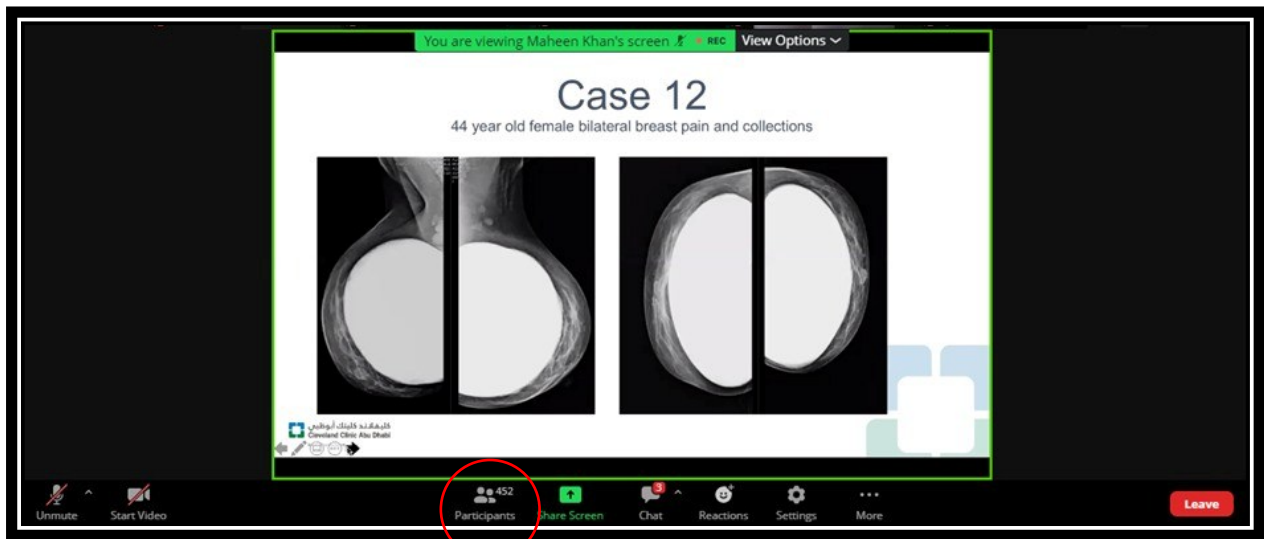 You are viewing Maheen Khan's screen
REC
View Options
Case 12
44 year old female bilateral breast pain and collections
كليفلاند كلينك أبوظبي
Cleveland Clinic Abu Dhabi
Unmute
Start Video
452
Participants
Share Screen
3
Chat
Reactions
Settings
More
Leave